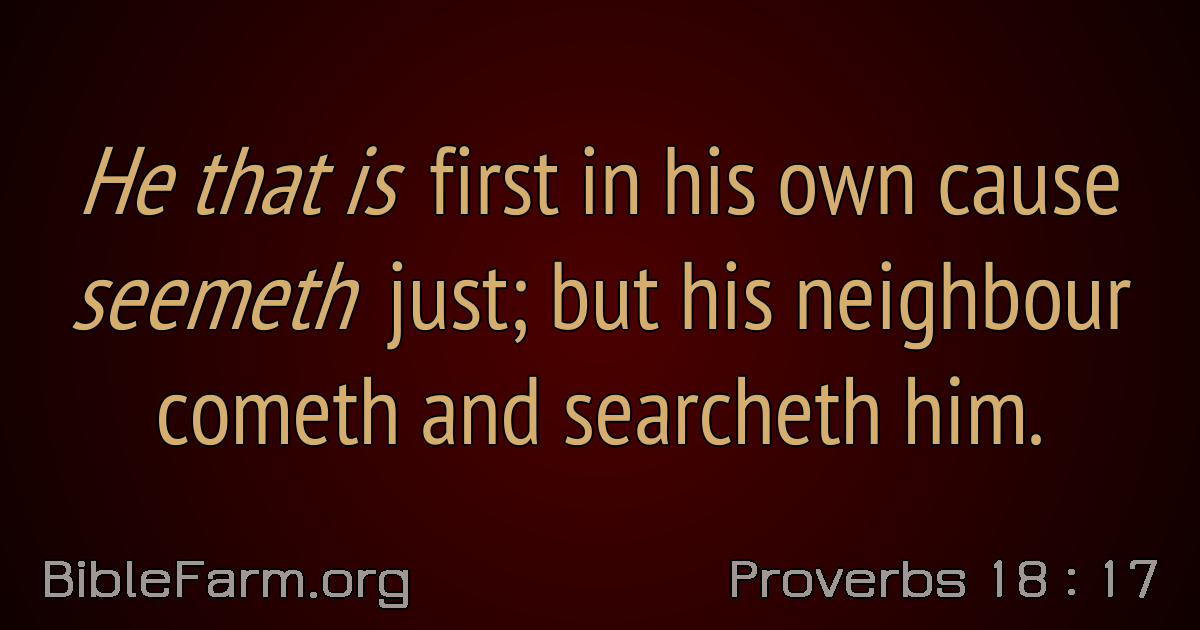 He that is first in his own cause
seemeth just; but his neighbour
cometh and searcheth him.
BibleFarm.org
Proverbs 18 : 17